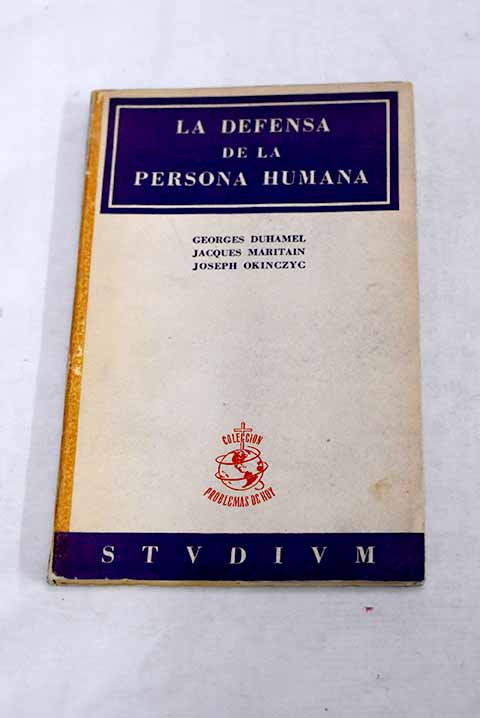 LA DEFENSA
DE LA
PERSONA HUMANA
GEORGES DUHAMEL
JACQUES MARITAIN
JOSEPH OKINCZYC
COLECCION
PROBLEMAS DE HOY
STVDIVM